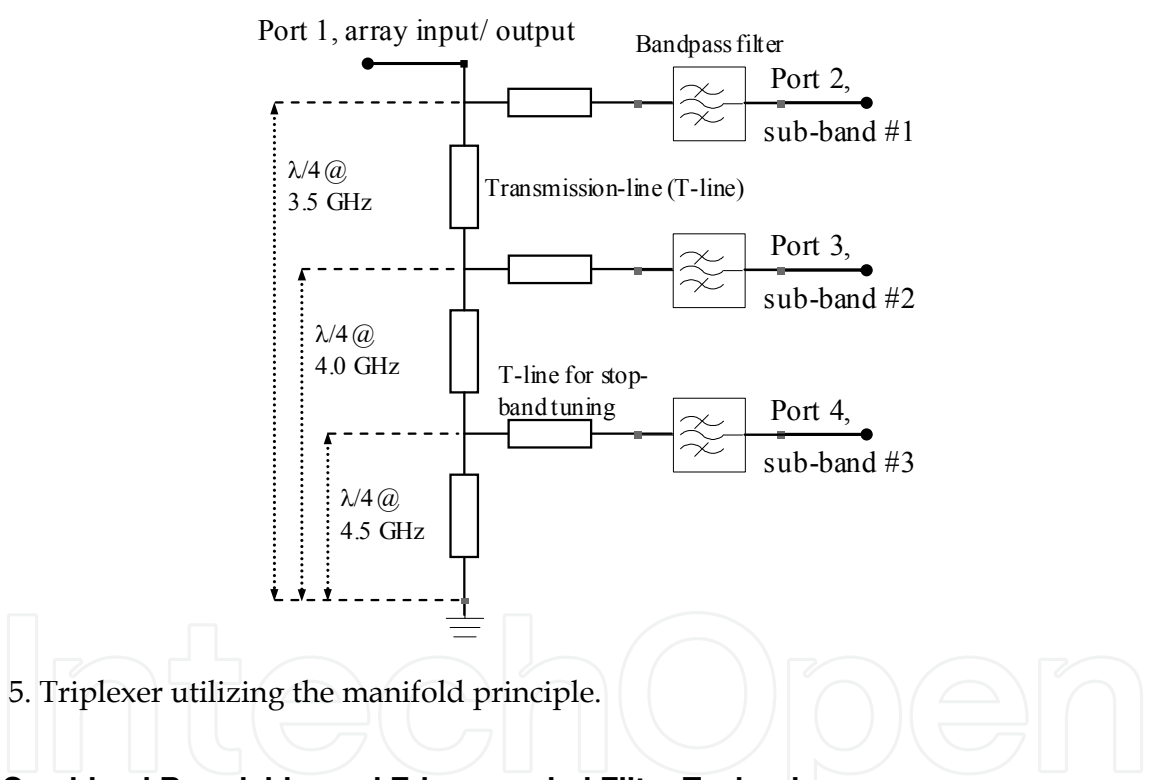 Port 1, array input/ output
Bandpass filter
Port 2,
sub-band #1
λ/4 @
3.5 GHz
Transmission-line (T-line)
Port 3,
sub-band #2
λ/4 @
4.0 GHz
T-line for stop-
band tuning
Port 4,
sub-band #3
λ/4 @
4.5 GHz
IntechOpen
5. Triplexer utilizing the manifold principle.